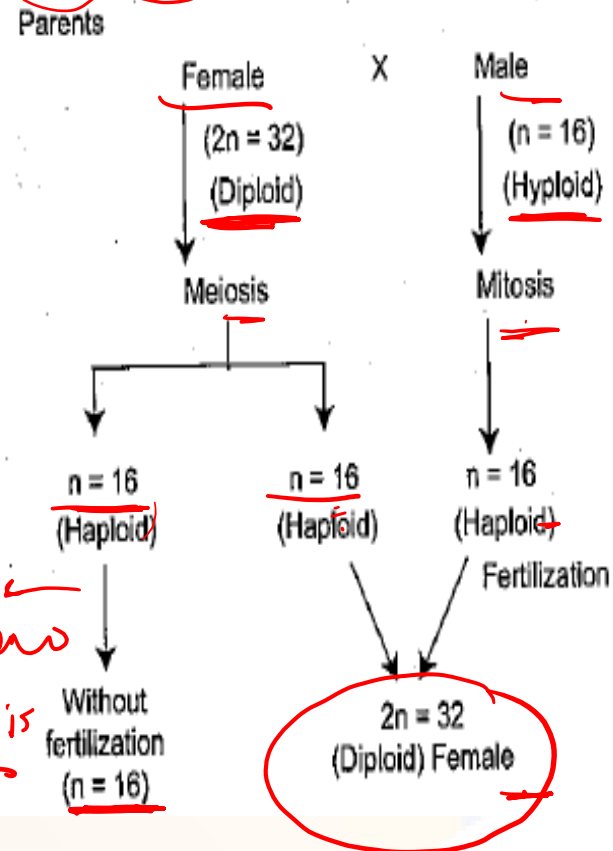 Parents
Female X Male
(2n = 32) (n = 16)
(Diploid) (Hyploid)
Meiosis Mitosis
n = 16 n = 16 n = 16
(Haploid) (Haploid) (Haploid)
Fertilization
Without
fertilization
(n = 16)
2n = 32
(Diploid) Female
is